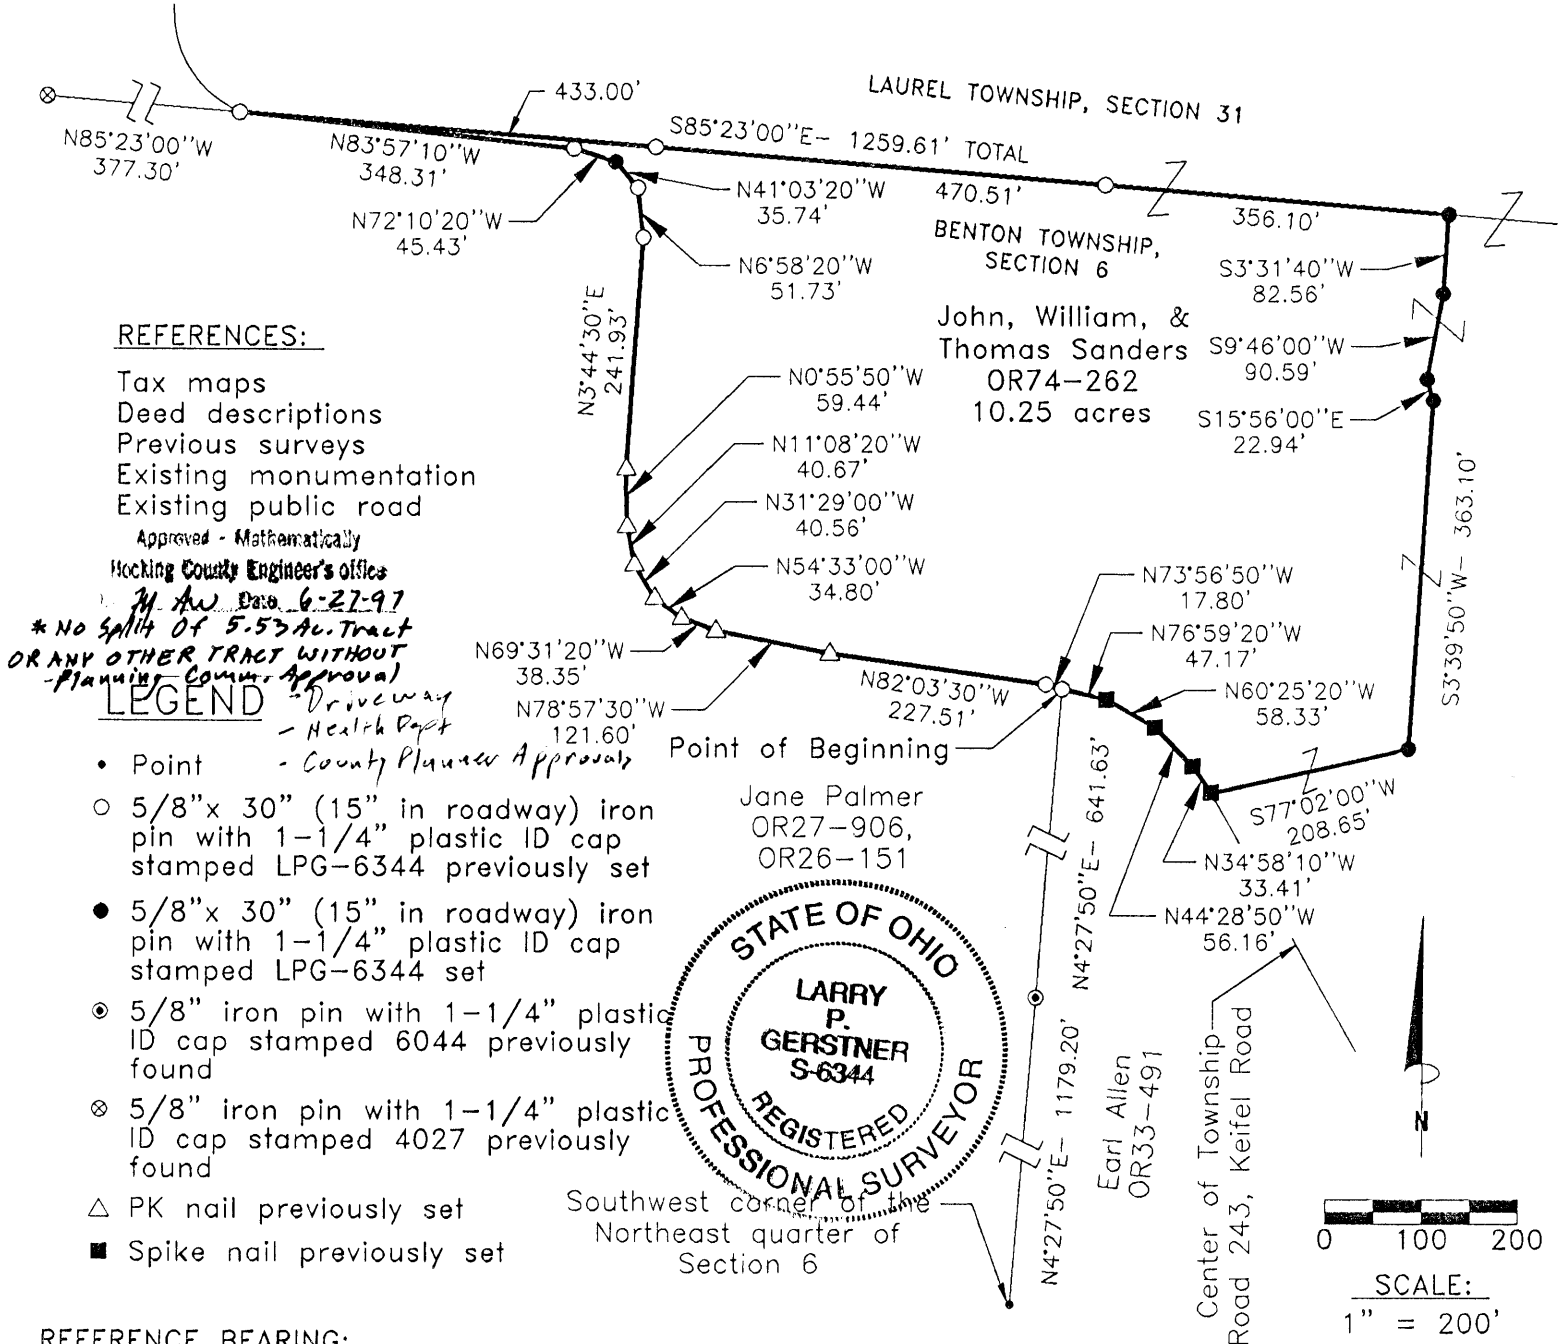 LAUREL TOWNSHIP, SECTION 31
433.00'
S85°23'00"E- 1259.61' TOTAL
N85°23'00"W
377.30'
N83°57'10"W
348.31'
N72°10'20"W
45.43'
N41°03'20"W
35.74'
470.51'
356.10'
BENTON TOWNSHIP,
SECTION 6
N6°58'20"W
51.73'
S3°31'40"W
82.56'
N3°44'30"E
241.93'
John, William, &
Thomas Sanders
OR74-262
10.25 acres
S9°46'00"W
90.59'
S15°56'00"E
22.94'
REFERENCES:
Tax maps
Deed descriptions
Previous surveys
Existing monumentation
Existing public road
N0°55'50"W
59.44'
N11°08'20"W
40.67'
N31°29'00"W
40.56'
N54°33'00"W
34.80'
S3°39'50"W- 363.10'
Approved - Mathematically
Hocking County Engineer's office
AW Date 6-27-97
* NO Split Of 5.53 Ac. Tract
OR ANY OTHER TRACT WITHOUT
-Planning Comm. Approval
- Driveway
- Health Dept
- County Planner Approvals
N73°56'50"W
17.80'
N76°59'20"W
47.17'
N60°25'20"W
58.33'
N69°31'20"W
38.35'
N78°57'30"W
121.60'
N82°03'30"W
227.51'
Point of Beginning
S77°02'00"W
208.65'
N34°58'10"W
33.41'
N44°28'50"W
56.16'
N4°27'50"E- 641.63'
Jane Palmer
OR27-906,
OR26-151
LEGEND
Point
5/8"x 30" (15" in roadway) iron
pin with 1-1/4" plastic ID cap
stamped LPG-6344 previously set
5/8"x 30" (15" in roadway) iron
pin with 1-1/4" plastic ID cap
stamped LPG-6344 set
5/8" iron pin with 1-1/4" plastic
ID cap stamped 6044 previously
found
5/8" iron pin with 1-1/4" plastic
ID cap stamped 4027 previously
found
PK nail previously set
Spike nail previously set
STATE OF OHIO
LARRY
P.
GERSTNER
S-6344
REGISTERED
PROFESSIONAL SURVEYOR
N4°27'50"E- 1179.20'
Earl Allen
OR33-491
Center of Township
Road 243, Keifel Road
Southwest corner of the
Northeast quarter of
Section 6
N
0 100 200
SCALE:
1" = 200'
REFERENCE BEARING: